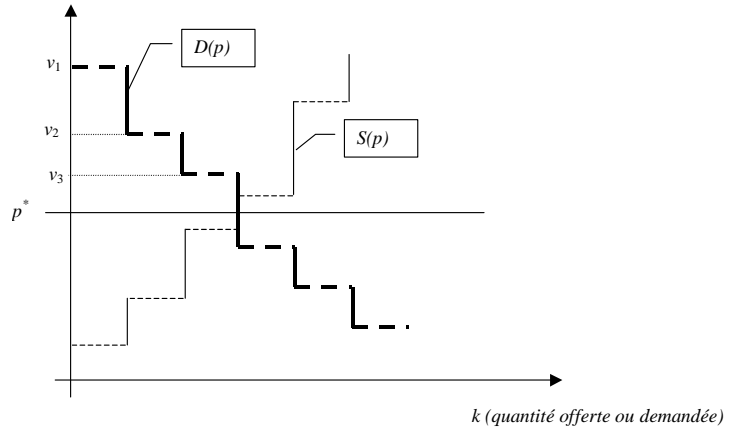 D(p)
v1
v2
S(p)
v3
p*
k (quantité offerte ou demandée)